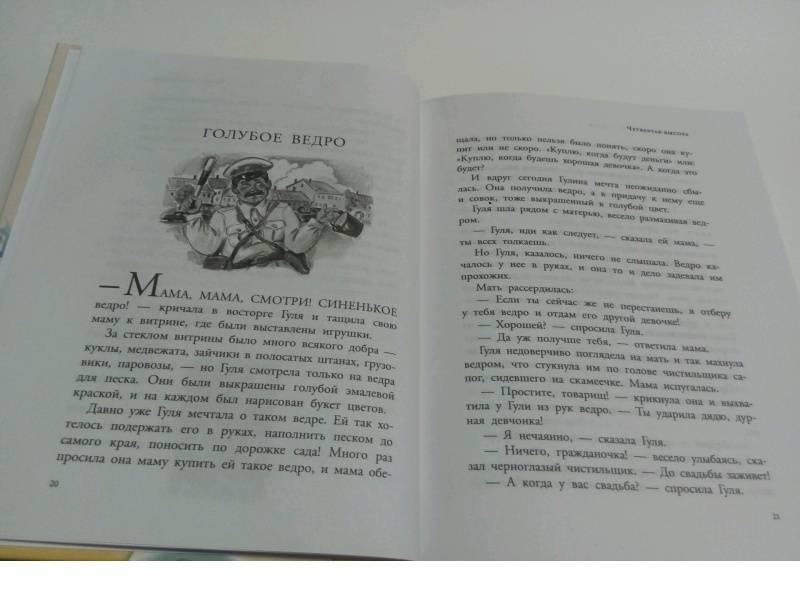 ГОЛУБОЕ ВЕДРО
– МАМА, МАМА, СМОТРИ! СИНЕНЬКОЕ
ведро! — кричала в восторге Гуля и тащила свою
маму к витрине, где были выставлены игрушки.
За стеклом витрины было много всякого добра —
куклы, медвежата, зайчики в полосатых штанах, грузо-
вики, паровозы, — но Гуля смотрела только на ведра
для песка. Они были выкрашены голубой эмалевой
краской, и на каждом был нарисован букет цветов.
Давно уже Гуля мечтала о таком ведре. Ей так хо-
телось подержать его в руках, наполнить песком до
самого края, поносить по дорожке сада! Много раз
просила она маму купить ей такое ведро, и мама обе-
20
Четвертая высота
щала, но только нельзя было понять, скоро она ку-
пит или не скоро. «Куплю, когда будут деньги» или:
«Куплю, когда будешь хорошая девочка». А когда это
будет?
И вдруг сегодня Гулина мечта неожиданно сбы-
лась. Она получила ведро, а в придачу к нему еще
и совок, тоже выкрашенный в голубой цвет.
Гуля шла рядом с матерью, весело размахивая вед-
ром.
— Гуля, иди как следует, — сказала ей мама, —
ты всех толкаешь.
Но Гуля, казалось, ничего не слышала. Ведро ка-
чалось у нее в руках, и она то и дело задевала им
прохожих.
Мать рассердилась:
— Если ты сейчас же не перестанешь, я отберу
у тебя ведро и отдам его другой девочке!
— Хорошей? — спросила Гуля.
— Да уж получше тебя, — ответила мама.
Гуля недоверчиво поглядела на мать и так махнула
ведром, что стукнула им по голове чистильщика са-
пог, сидевшего на скамеечке. Мама испугалась.
— Простите, товарищ! — крикнула она и выхва-
тила у Гули из рук ведро. — Ты ударила дядю, дур-
ная девчонка!
— Я нечаянно, — сказала Гуля.
— Ничего, гражданочка! — весело улыбаясь, ска-
зал черноглазый чистильщик. — До свадьбы заживет!
— А когда у вас свадьба? — спросила Гуля.
21